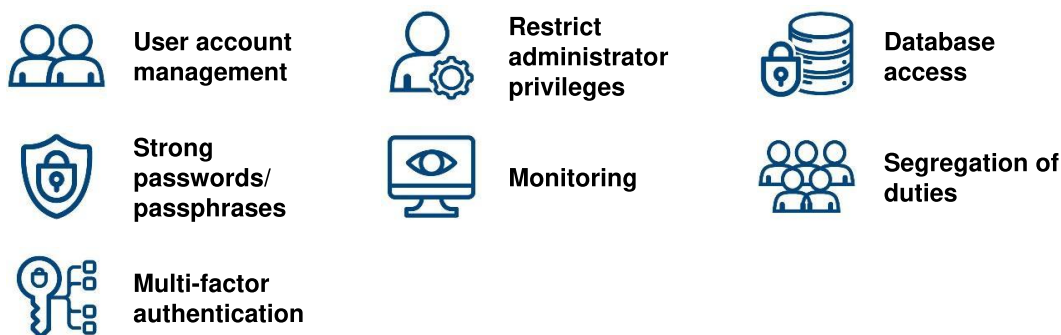 User account
management
Restrict
administrator
privileges
Database
access
Strong
passwords/
passphrases
Monitoring
Segregation of
duties
Multi-factor
authentication